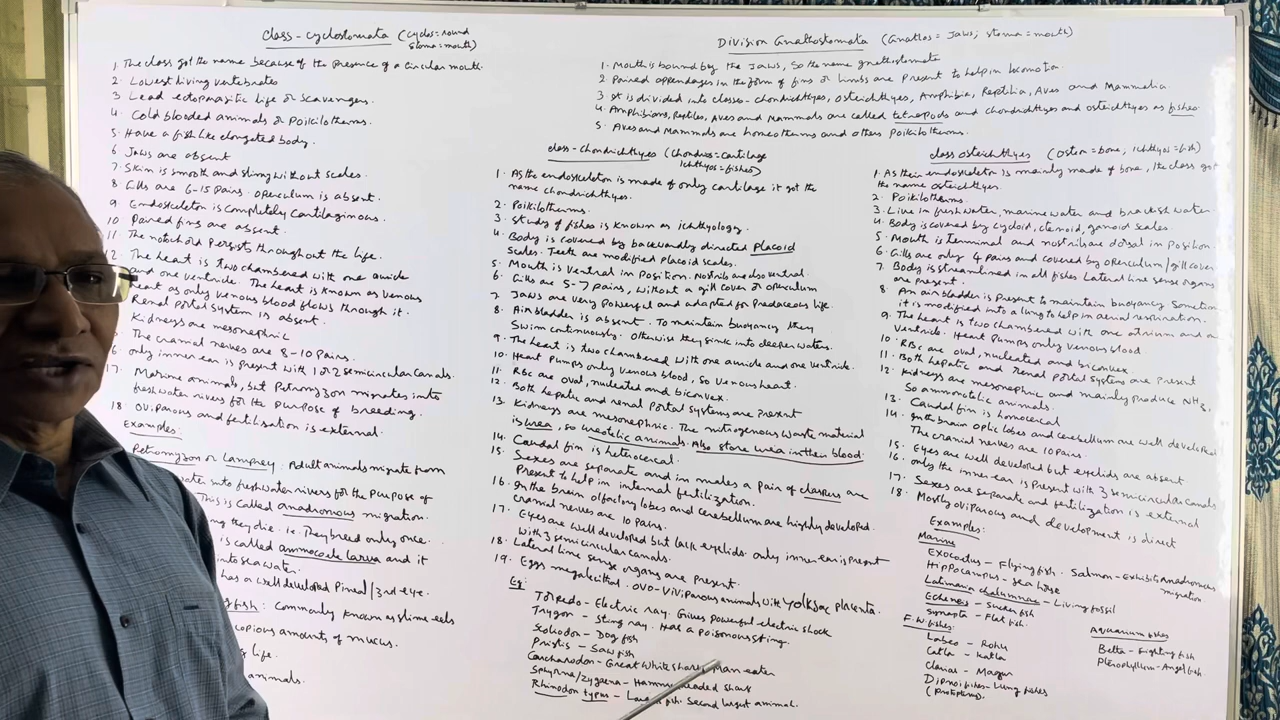 Class - Cyclostomata (Cyclos = round
Stoma = mouth)
1. The class got the name because of the presence of a Circular mouth.
2. Lowest living vertebrates
3. Lead ectoparasitic life or scavengers.
4. Cold blooded animals or Poikilotherms.
5. Have a fish like elongated body.
6. Jaws are absent
7. Skin is smooth and slimy without scales.
8. Gills are 6-15 pairs. Operculum is absent.
9. Endoskeleton is completely cartilaginous.
10. Paired fins are absent.
11. The notochord persists throughout the life.
The heart is two chambered with one auricle
and one ventricle. The heart is known as venous
heart as only venous blood flows through it.
Renal portal system is absent.
Kidneys are mesonephric
The cranial nerves are 8-10 pairs.
6. only inner ear is present with 1 or 2 semicircular canals.
17. Marine animals, but Petromyzon migrates into
freshwater rivers for the purpose of breeding.
18. Oviparous and fertilisation is external.
Examples:
Petromyzon or Lamprey: Adult animals migrate from
water into freshwater rivers for the purpose of
This is called anadromous migration.
they die. i.e. They breed only once.
is called ammocoete larva and it
into sea water.
has a well developed Pineal / 3rd eye.
fish: Commonly known as slime eels
copious amounts of mucus.
life.
animals.
Division Gnathostomata (Gnathos = Jaws; stoma = mouth)
1. Mouth is bound by the Jaws, So the name gnathostomata
2. Paired appendages in the form of fins or limbs are present to help in locomotion
3. It is divided into classes - chondrichthyes, Osteichthyes, Amphibia, Reptilia, Aves and Mammalia.
4. Amphibians, Reptiles, Aves and Mammals are called tetrapods and chondrichthyes and osteichthyes as fishes.
5. Aves and Mammals are homeotherms and others Poikilotherms.
Class - Chondrichthyes (Chondros = Cartilage
Ichthyos = fishes)
1. As the endoskeleton is made of only cartilage it got the
name chondrichthyes.
2. Poikilotherms.
3. Study of fishes is known as ichthyology.
4. Body is covered by backwardly directed placoid
Scales. Teeth are modified placoid scales.
5. Mouth is ventral in position. Nostrils are also ventral.
6. Gills are 5-7 pairs, without a gill cover or operculum
7. Jaws are very powerful and adapted for predaceous life.
8. Air bladder is absent. To maintain buoyancy they
Swim continuously. Otherwise they sink into deeper waters.
9. The heart is two chambered with one auricle and one ventricle.
10. Heart pumps only venous blood, so venous heart.
11. RBC are oval, nucleated and biconvex.
12. Both hepatic and renal portal systems are present
13. Kidneys are mesonephric. The nitrogenous waste material
is urea, so ureotelic animals. Also store urea in their blood.
14. Caudal fin is heterocercal.
15. Sexes are separate and in males a pair of claspers are
Present to help in internal fertilization.
16. In the brain olfactory lobes and cerebellum are highly developed.
Cranial nerves are 10 pairs.
17. Eyes are well developed but lack eyelids. only inner ear is present
with 3 semicircular canals.
18. Lateral line sense organs are present.
19. Eggs megalecithal. Ovo-viviparous animals with yolk sac placenta.
Eg:
Torpedo - Electric ray. Gives powerful electric shock
Trygon - Sting ray. Has a poisonous sting.
Scoliodon - Dog fish
Pristis - Saw fish
Carcharodon - Great white shark, Man eater
Sphyrna/zygaena - Hammer headed shark
Rhinodon typus - fish. Second largest animal.
Class Osteichthyes (Osteon = bone, Ichthyos = fish)
1. As their endoskeleton is mainly made of bone, the class got
the name osteichthyes.
2. Poikilotherms.
3. Live in freshwater, marine water and brackish water.
4. Body is covered by cycloid, ctenoid, ganoid scales.
5. Mouth is terminal and nostrils are dorsal in position.
6. Gills are only 4 pairs and covered by operculum / gill cover
7. Body is streamlined in all fishes. Lateral line sense organs
are present.
8. An air bladder is present to maintain buoyancy. Sometim
it is modified into a lung to help in aerial respiration.
9. The heart is two chambered with one atrium and one
ventricle. Heart pumps only venous blood.
10. RBC are oval, nucleated and biconvex.
11. Both hepatic and renal portal systems are present
12. Kidneys are mesonephric and mainly produce NH3,
So ammonotelic animals.
13. Caudal fin is homocercal
14. In the brain optic lobes and cerebellum are well developed
The cranial nerves are 10 pairs.
15. Eyes are well developed but eyelids are absent
16. only the inner ear is present with 3 semicircular canals
17. Sexes are separate and fertilization is external
18. Mostly oviparous and development is direct
Examples:
Marine
Exocoetus - Flying fish. Salmon - Exhibits Anadromous
migration
Hippocampus - Sea horse
Latimaria chalumnae - Living fossil
Echeneis - Sucker fish
Synapta - Flat fish.
F.W. fishes:
Labeo - Rohu
Catla - Katla
Clarias - Magur
Dipnoi fishes - Lung fishes
(Protopterus)
Aquarium fishes
Betta - Fighting fish
Pterophyllum - Angel fish